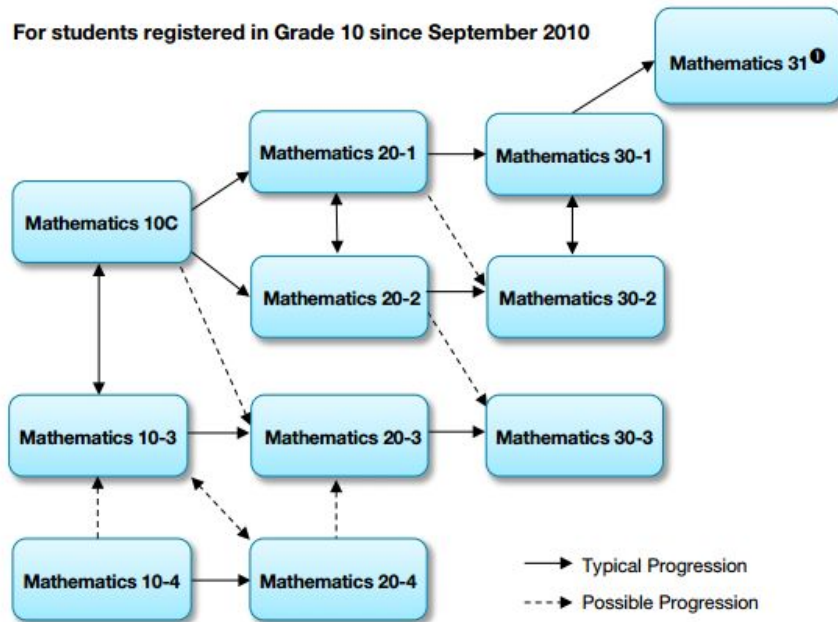 For students registered in Grade 10 since September 2010
Mathematics 31❶
Mathematics 20-1
Mathematics 30-1
Mathematics 10C
Mathematics 20-2
Mathematics 30-2
Mathematics 10-3
Mathematics 20-3
Mathematics 30-3
Mathematics 10-4
Mathematics 20-4
Typical Progression
Possible Progression